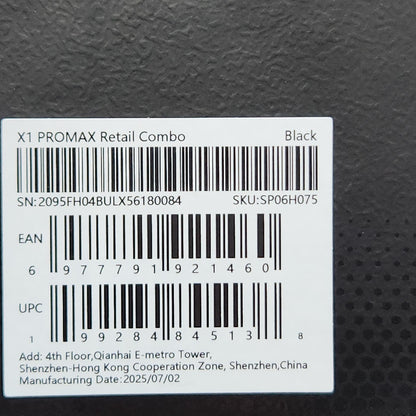 X1 PROMAX Retail Combo Black
SN:2095FH04BULX56180084 SKU:SP06H075
EAN
6 977791 921460
UPC
1 99284 84513 8
Add: 4th Floor,Qianhai E-metro Tower,
Shenzhen-Hong Kong Cooperation Zone, Shenzhen,China
Manufacturing Date:2025/07/02